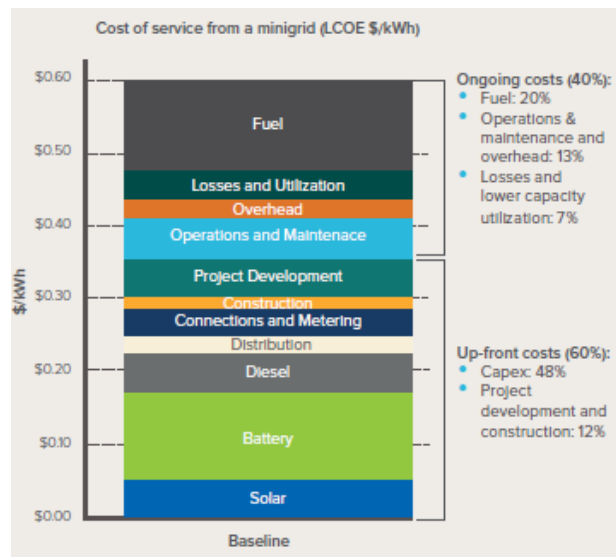 Cost of service from a minigrid (LCOE $/kWh)
$/kWh
$0.60
$0.50
$0.40
$0.30
$0.20
$0.10
$0.00
Fuel
Losses and Utilization
Overhead
Operations and Maintenace
Project Development
Construction
Connections and Metering
Distribution
Diesel
Battery
Solar
Baseline
Ongoing costs (40%):
• Fuel: 20%
• Operations &
maintenance and
overhead: 13%
• Losses and
lower capacity
utilization: 7%
Up-front costs (60%):
• Capex: 48%
• Project
development and
construction: 12%